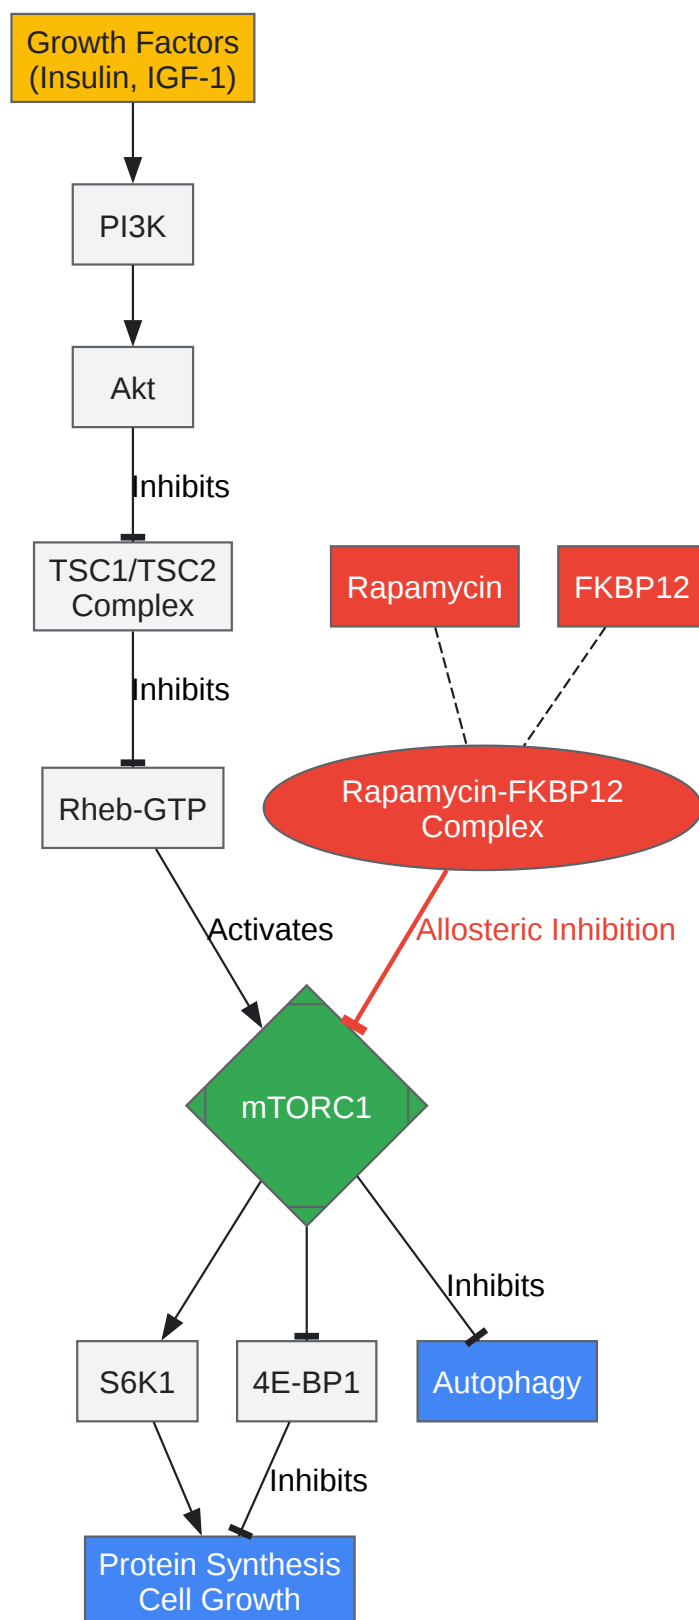 Growth Factors
(Insulin, IGF-1)
PI3K
Akt
Inhibits
TSC1/TSC2
Complex
Rapamycin
FKBP12
Inhibits
Rheb-GTP
Rapamycin-FKBP12
Complex
Activates
Allosteric Inhibition
mTORC1
Inhibits
S6K1
4E-BP1
Autophagy
Inhibits
Protein Synthesis
Cell Growth